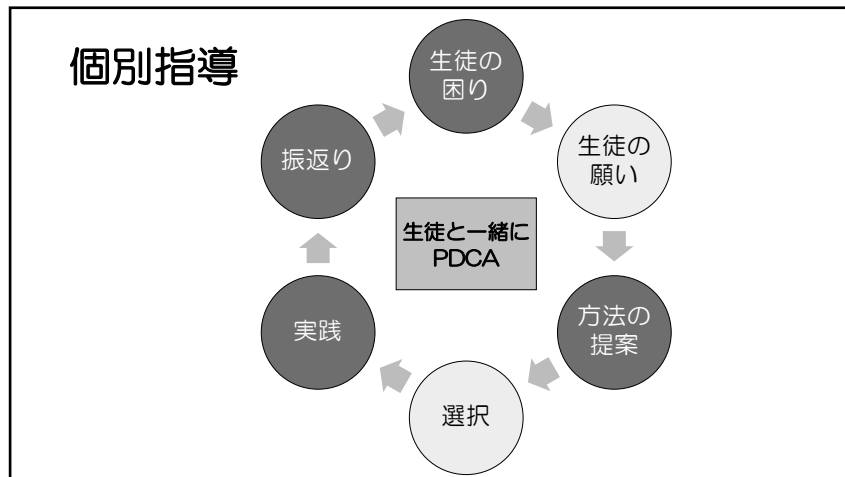 個別指導
生徒の
困り
生徒の
願い
方法の
提案
選択
実践
振返り
生徒と一緒に
PDCA